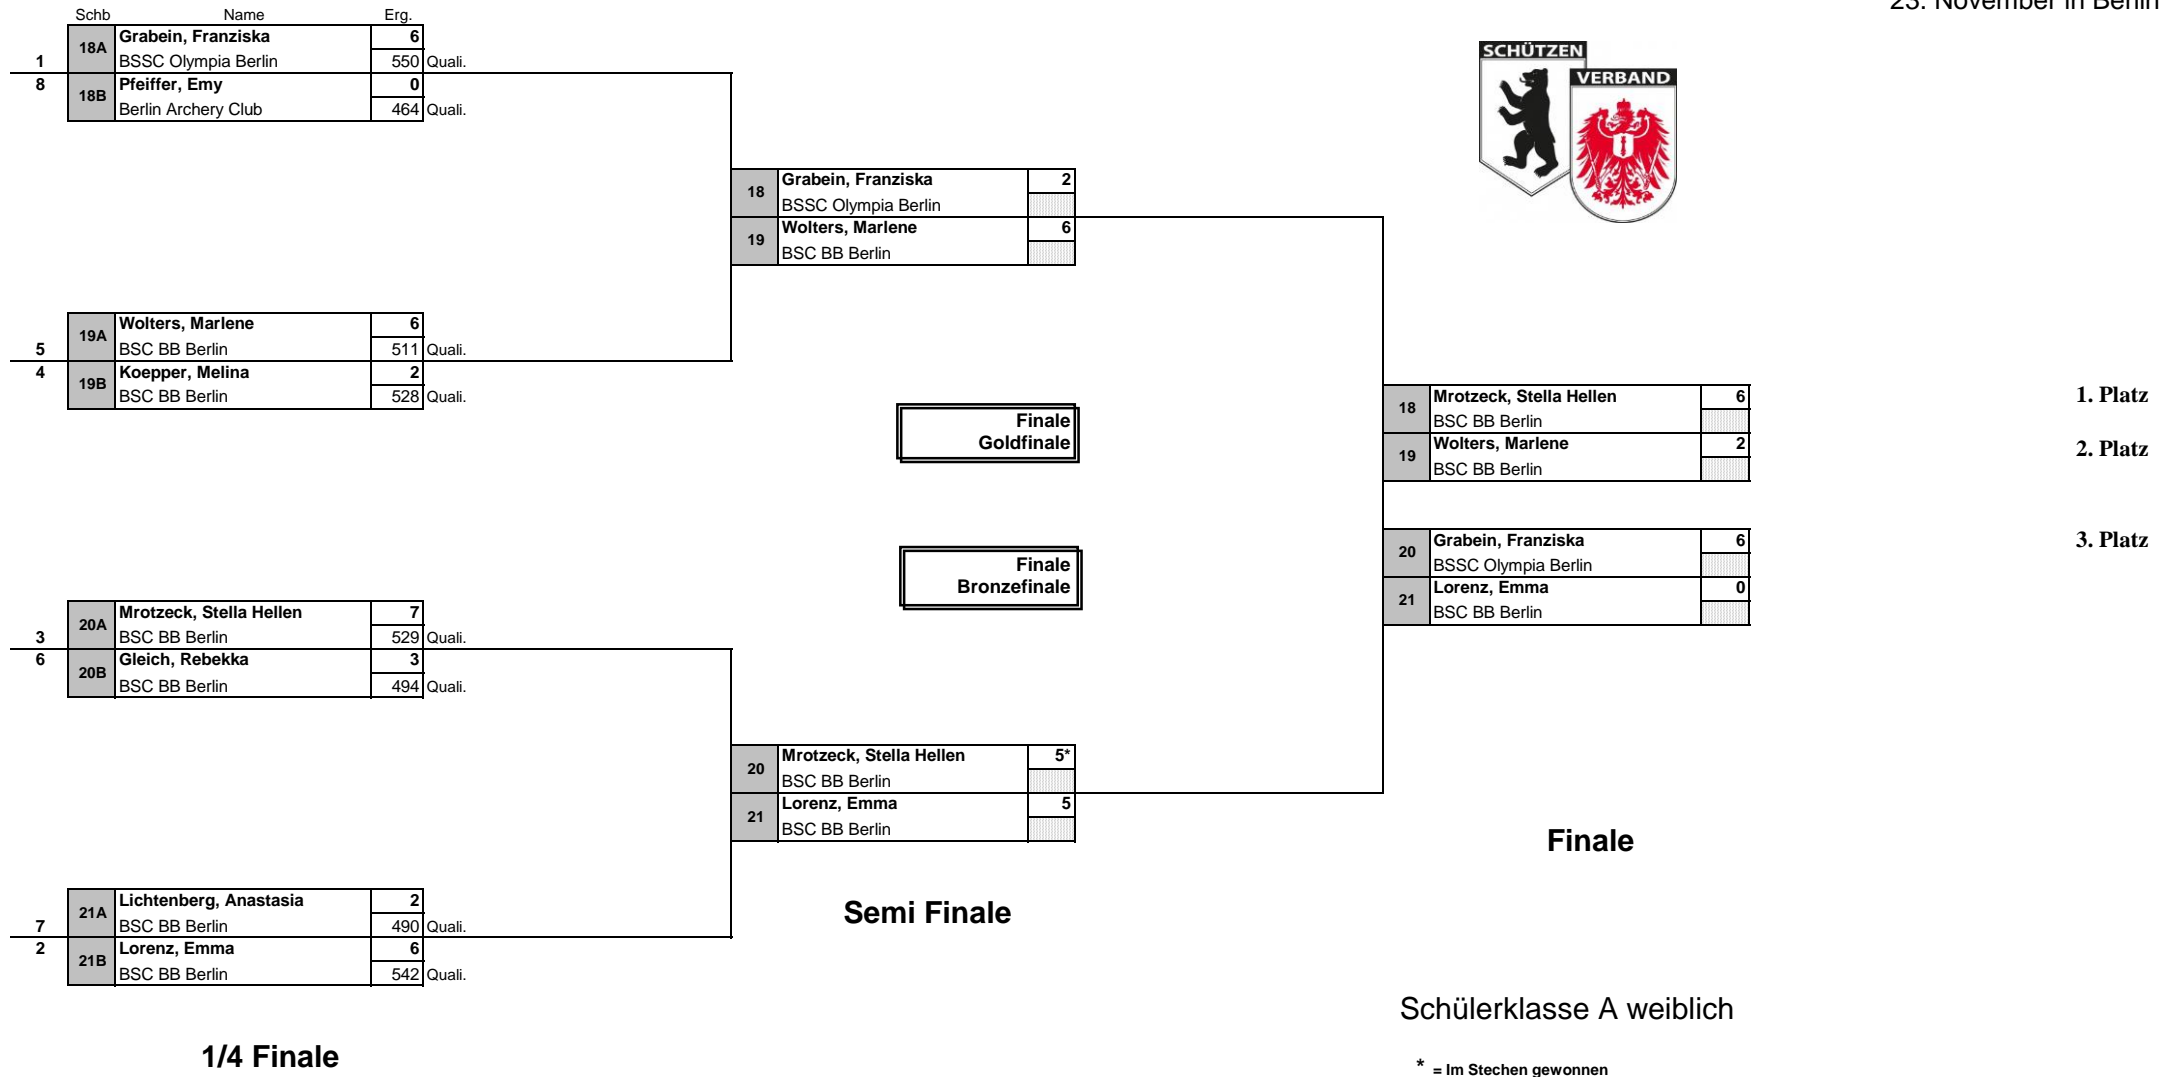 23. November in Berlin
Schb Name Erg.
18A Grabein, Franziska 6
1 BSSC Olympia Berlin 550 Quali.
8 18B Pfeiffer, Emy 0
Berlin Archery Club 464 Quali.
SCHÜTZEN
VERBAND
18 Grabein, Franziska 2
BSSC Olympia Berlin
19 Wolters, Marlene 6
BSC BB Berlin
19A Wolters, Marlene 6
5 BSC BB Berlin 511 Quali.
4 19B Koepper, Melina 2
BSC BB Berlin 528 Quali.
Finale
Goldfinale
18 Mrotzeck, Stella Hellen 6 1. Platz
BSC BB Berlin
19 Wolters, Marlene 2 2. Platz
BSC BB Berlin
Finale
Bronzefinale
20 Grabein, Franziska 6 3. Platz
BSSC Olympia Berlin
21 Lorenz, Emma 0
BSC BB Berlin
20A Mrotzeck, Stella Hellen 7
3 BSC BB Berlin 529 Quali.
6 20B Gleich, Rebekka 3
BSC BB Berlin 494 Quali.
20 Mrotzeck, Stella Hellen 5*
BSC BB Berlin
21 Lorenz, Emma 5
BSC BB Berlin
Finale
21A Lichtenberg, Anastasia 2
7 BSC BB Berlin 490 Quali.
2 21B Lorenz, Emma 6
BSC BB Berlin 542 Quali.
Semi Finale
Schülerklasse A weiblich
1/4 Finale
* = Im Stechen gewonnen